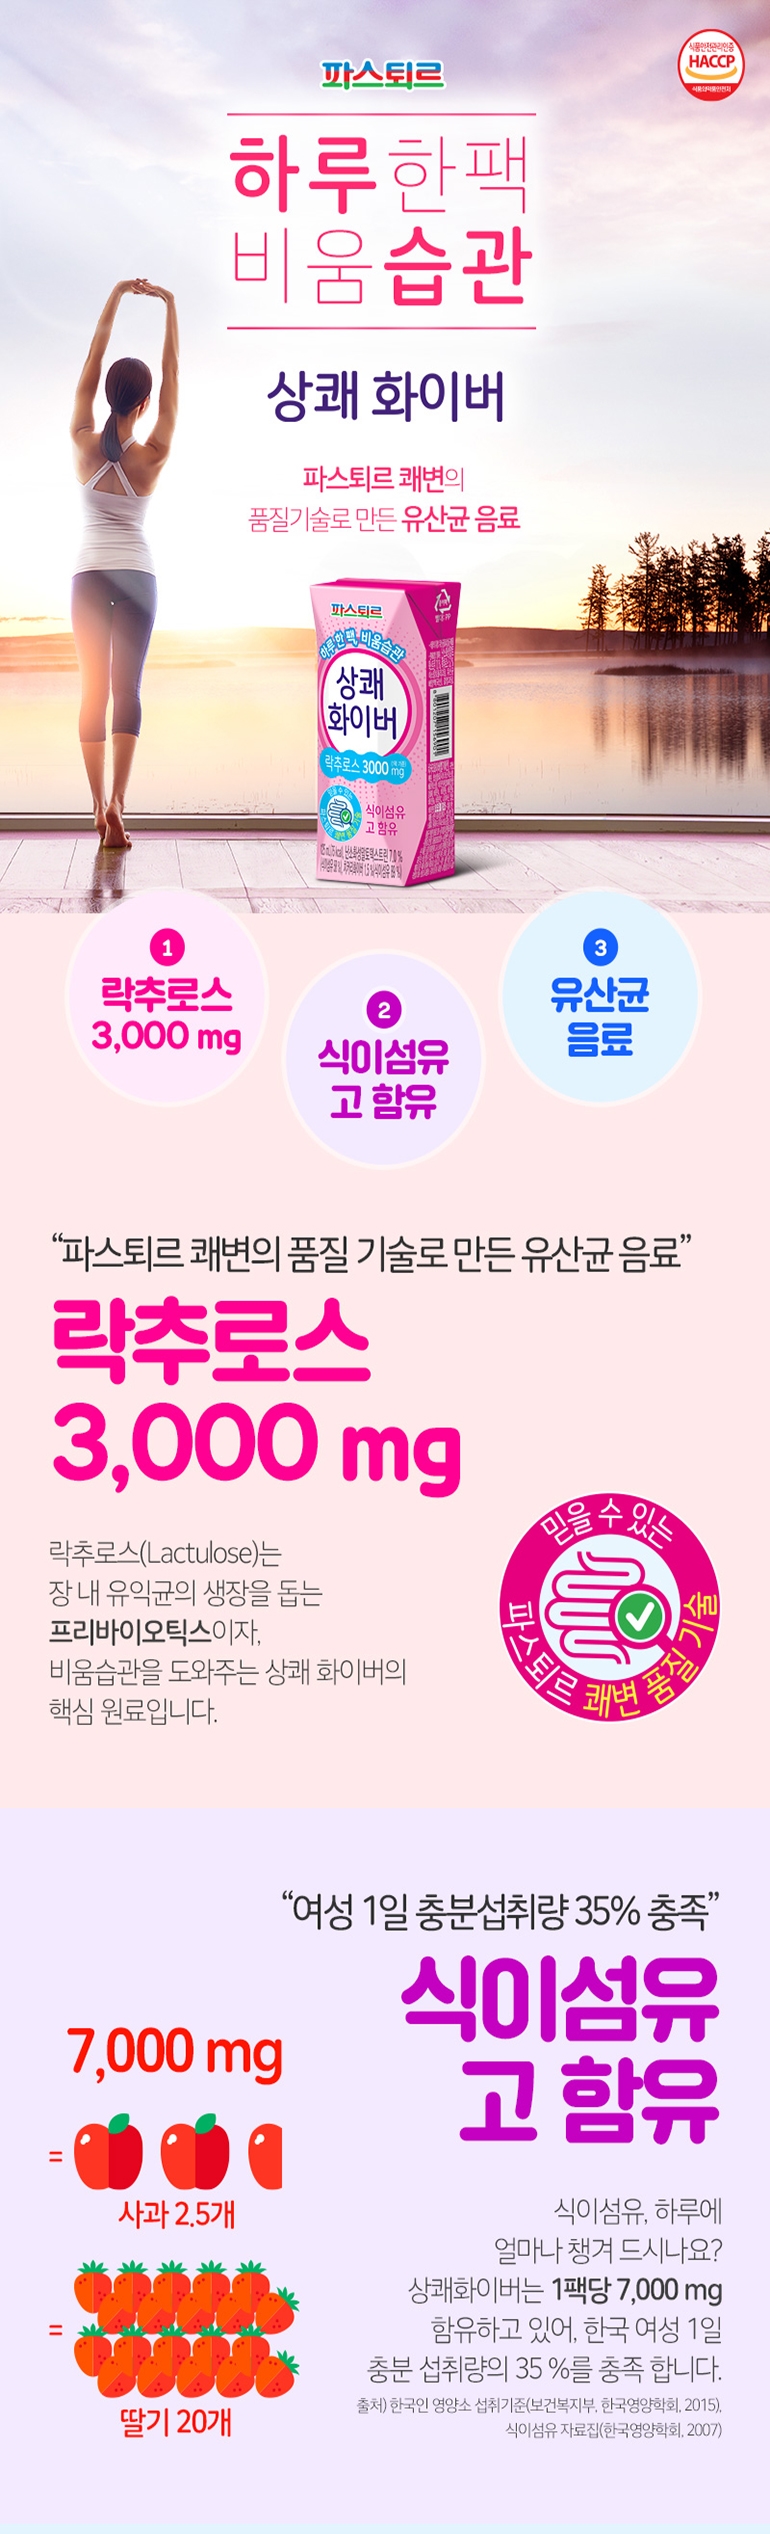 파스퇴르
식품안전관리인증
HACCP
식품의약품안전처
하루한팩
비움습관
상쾌 화이버
파스퇴르 쾌변의
품질기술로 만든 유산균 음료
파스퇴르
하루 한 팩, 비움습관
상쾌
화이버
락추로스 3000 mg
식이섬유
고 함유
1
락추로스
3,000 mg
2
식이섬유
고 함유
3
유산균
음료
“파스퇴르 쾌변의 품질 기술로 만든 유산균 음료”
락추로스
3,000 mg
락추로스(Lactulose)는
장 내 유익균의 생장을 돕는
프리바이오틱스이자,
비움습관을 도와주는 상쾌 화이버의
핵심 원료입니다.
믿을 수 있는
파스퇴르 쾌변 품질 기술
“여성 1일 충분섭취량 35% 충족”
식이섬유
고 함유
7,000 mg
=
사과 2.5개
=
딸기 20개
식이섬유, 하루에
얼마나 챙겨 드시나요?
상쾌화이버는 1팩당 7,000 mg
함유하고 있어, 한국 여성 1일
충분 섭취량의 35 %를 충족 합니다.
출처) 한국인 영양소 섭취기준(보건복지부, 한국영양학회, 2015),
식이섬유 자료집(한국영양학회, 2007)